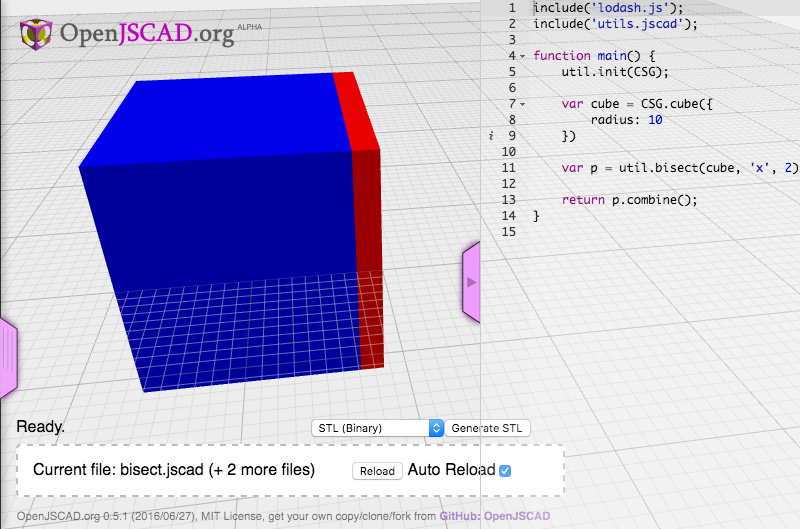 OpenJSCAD.org ALPHA
1 include('lodash.js');
2 include('utils.jscad');
3
4 function main() {
5 util.init(CSG);
6
7 var cube = CSG.cube({
8 radius: 10
i 9 })
10
11 var p = util.bisect(cube, 'x', 2)
12
13 return p.combine();
14 }
15
Ready.
STL (Binary) Generate STL
Current file: bisect.jscad (+ 2 more files) Reload Auto Reload
OpenJSCAD.org 0.5.1 (2016/06/27), MIT License, get your own copy/clone/fork from GitHub: OpenJSCAD